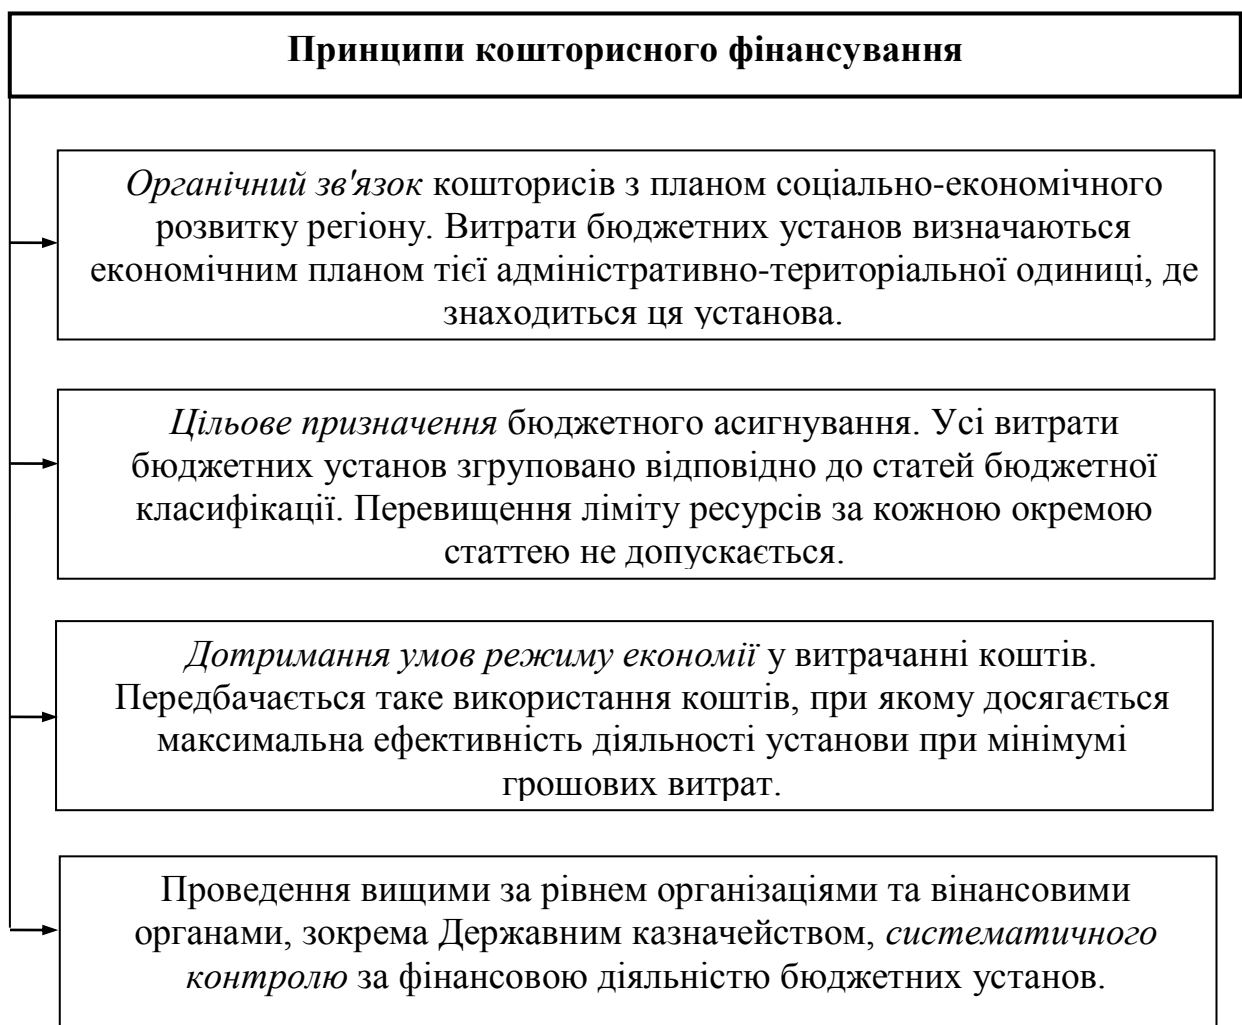 Принципи кошторисного фінансування
Органічний зв'язок кошторисів з планом соціально-економічного
розвитку регіону. Витрати бюджетних установ визначаються
економічним планом тієї адміністративно-територіальної одиниці, де
знаходиться ця установа.
Цільове призначення бюджетного асигнування. Усі витрати
бюджетних установ згруповано відповідно до статей бюджетної
класифікації. Перевищення ліміту ресурсів за кожною окремою
статтею не допускається.
Дотримання умов режиму економії у витрачанні коштів.
Передбачається таке використання коштів, при якому досягається
максимальна ефективність діяльності установи при мінімумі
грошових витрат.
Проведення вищими за рівнем організаціями та вінансовими
органами, зокрема Державним казначейством, систематичного
контролю за фінансовою діяльністю бюджетних установ.